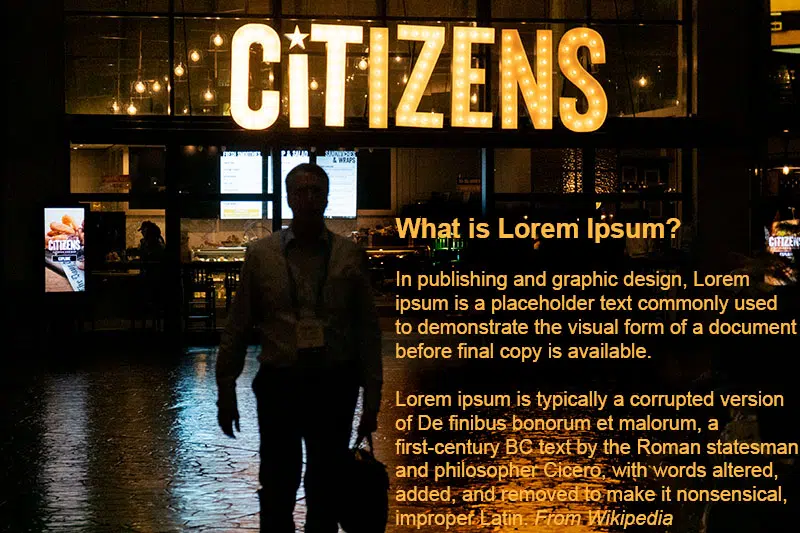 CiTIZENS
& SALAD
SANDWICHES
& WRAPS
CITIZENS
What is Lorem Ipsum?
In publishing and graphic design, Lorem
ipsum is a placeholder text commonly used
to demonstrate the visual form of a document
before final copy is available.
Lorem ipsum is typically a corrupted version
of De finibus bonorum et malorum, a
first-century BC text by the Roman statesman
and philosopher Cicero, with words altered,
added, and removed to make it nonsensical,
improper Latin. From Wikipedia